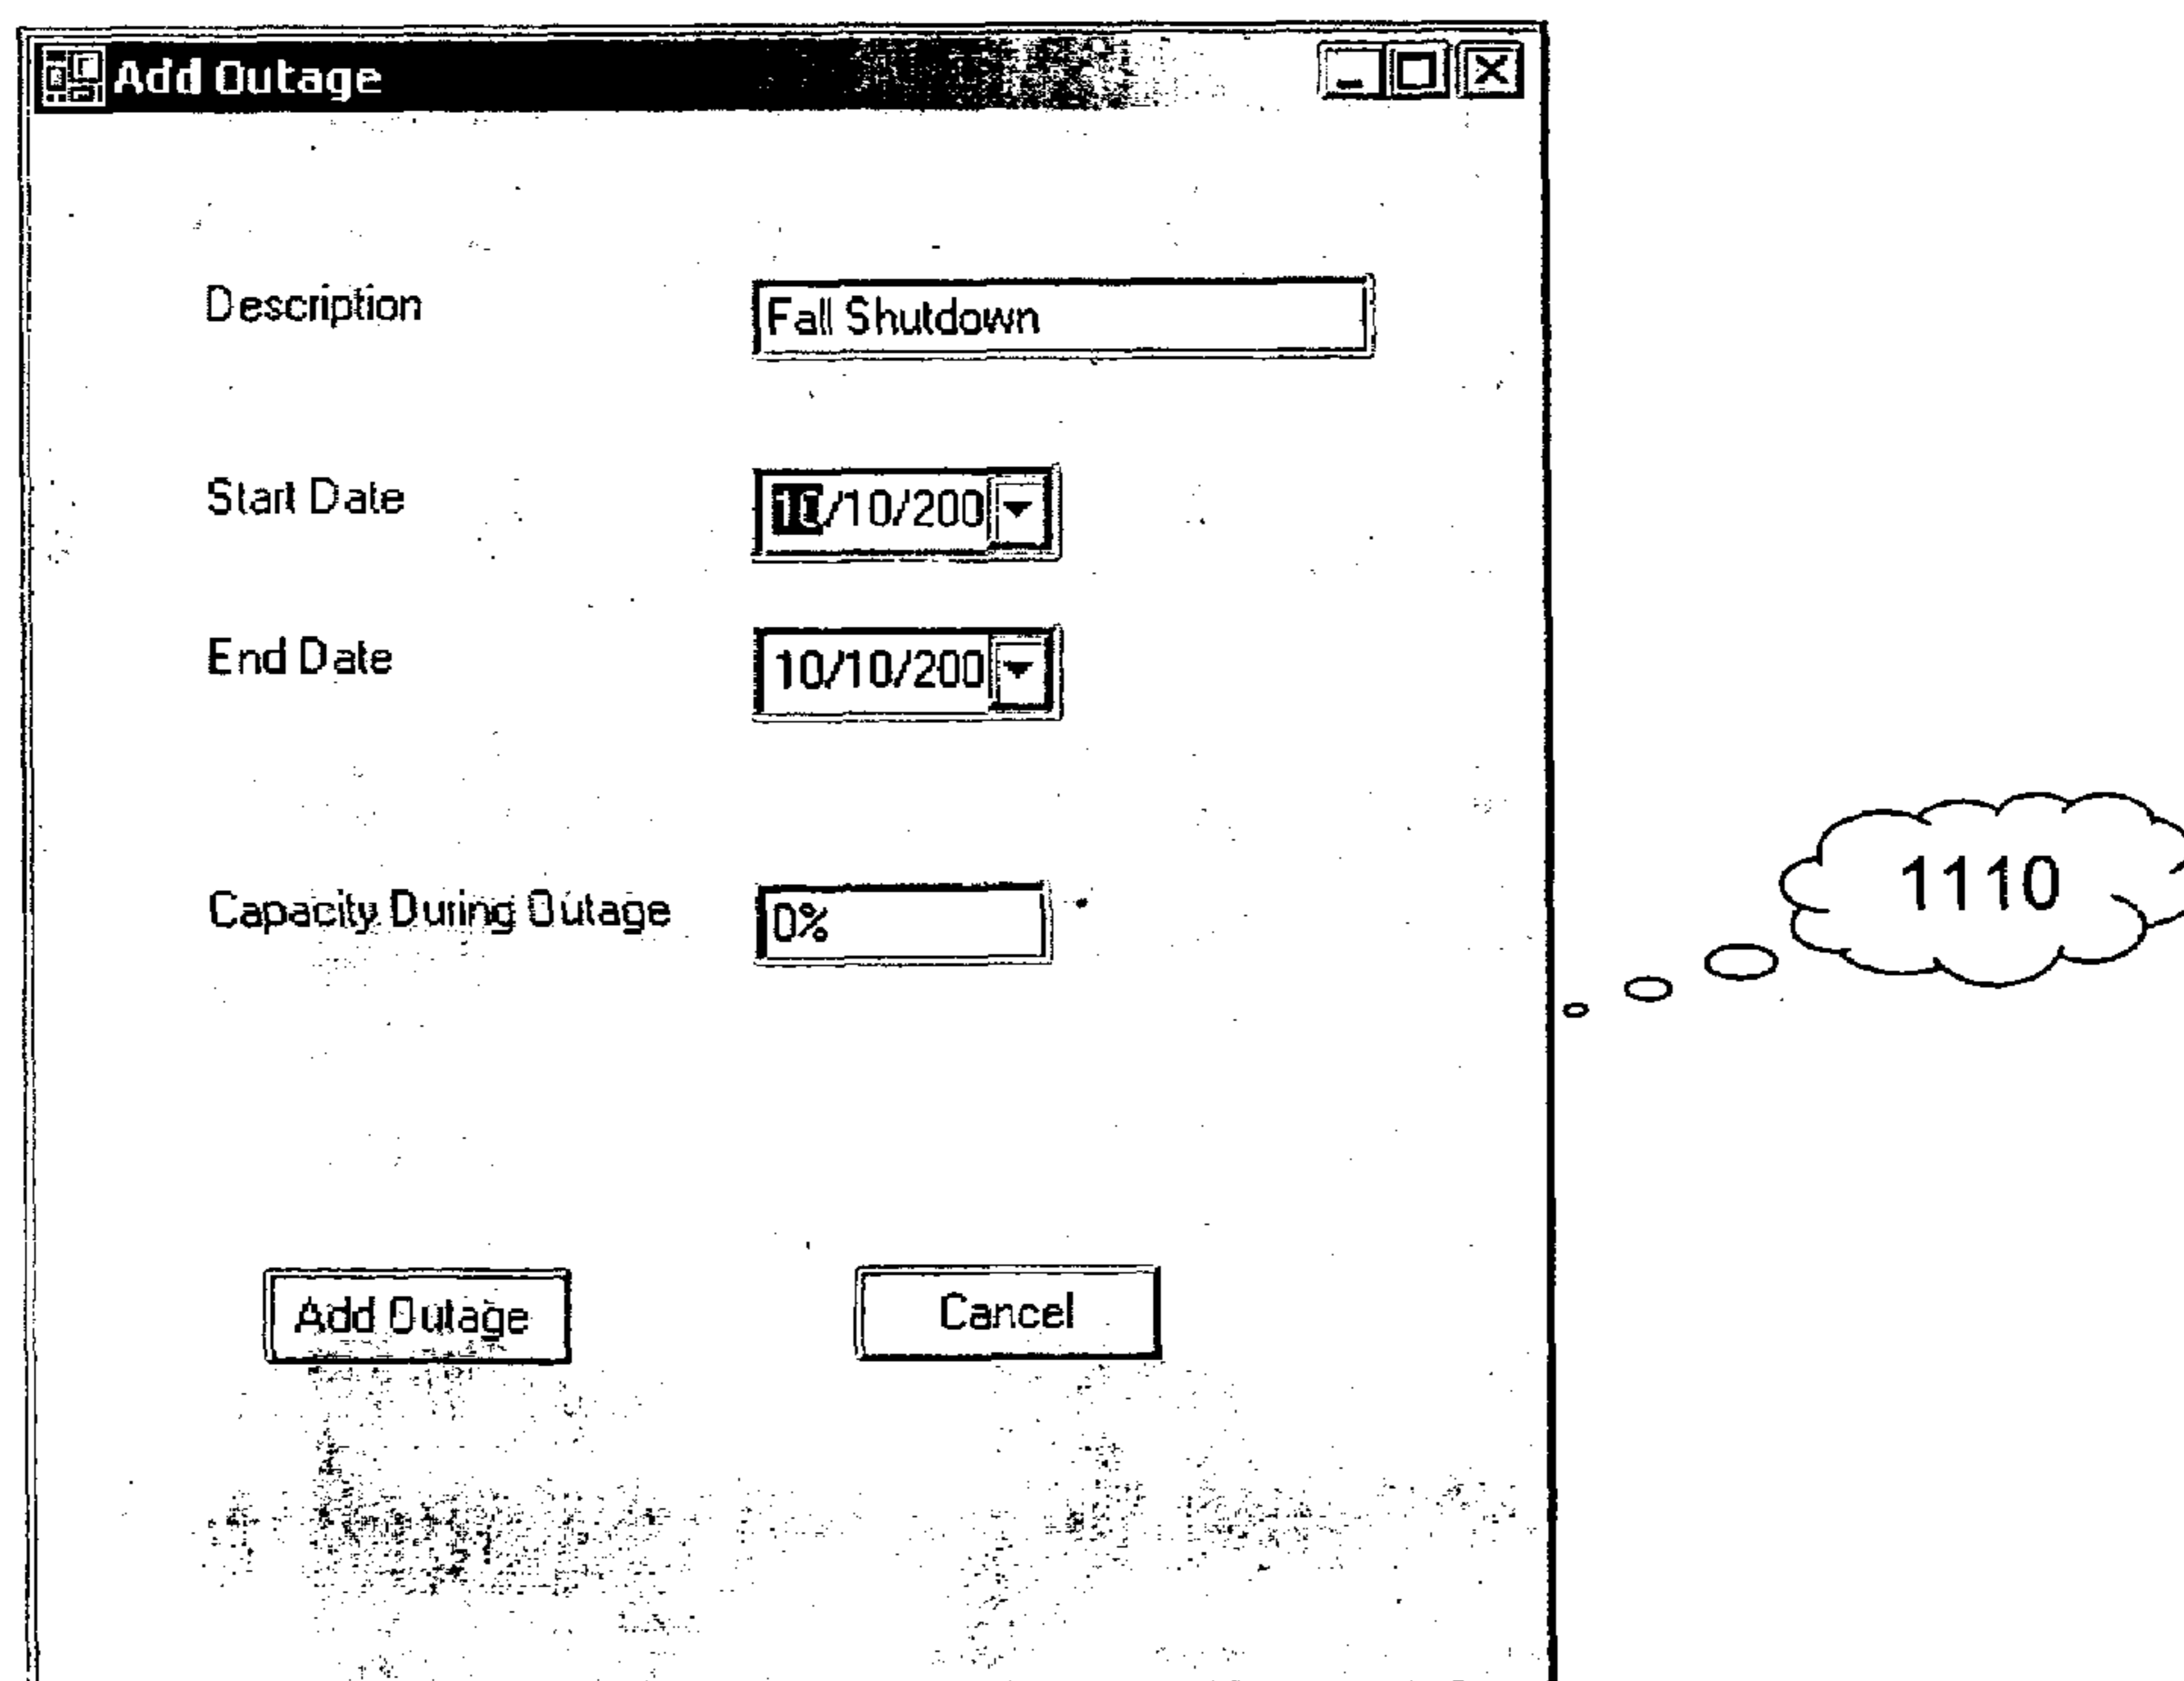 Add Outage
Description Fall Shutdown
Start Date 10/10/200
End Date 10/10/200
Capacity During Outage 0%
1110
Add Outage Cancel